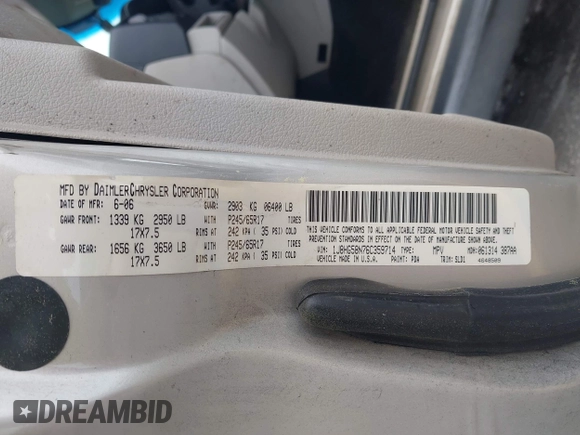 MFD BY DAIMLERCHRYSLER CORPORATION
DATE OF MFR: 6-06 GVWR: 2903 KG 06400 LB
GAWR FRONT: 1339 KG 2950 LB WITH P245/65R17 TIRES
17X7.5 RIMS AT 242 KPA ( 35 PSI) COLD
GAWR REAR: 1656 KG 3650 LB WITH P245/65R17 TIRES
17X7.5 RIMS AT 242 KPA ( 35 PSI) COLD
THIS VEHICLE CONFORMS TO ALL APPLICABLE FEDERAL MOTOR VEHICLE SAFETY AND THEFT
PREVENTION STANDARDS IN EFFECT ON THE DATE OF MANUFACTURE SHOWN ABOVE.
VIN: 1J8HG58N76C359714 TYPE: MPV MDH: 061314 387AA
VEHICLE MADE IN U.S.A. PAINT: PDA TRIM: 5LD1
DREAMBID